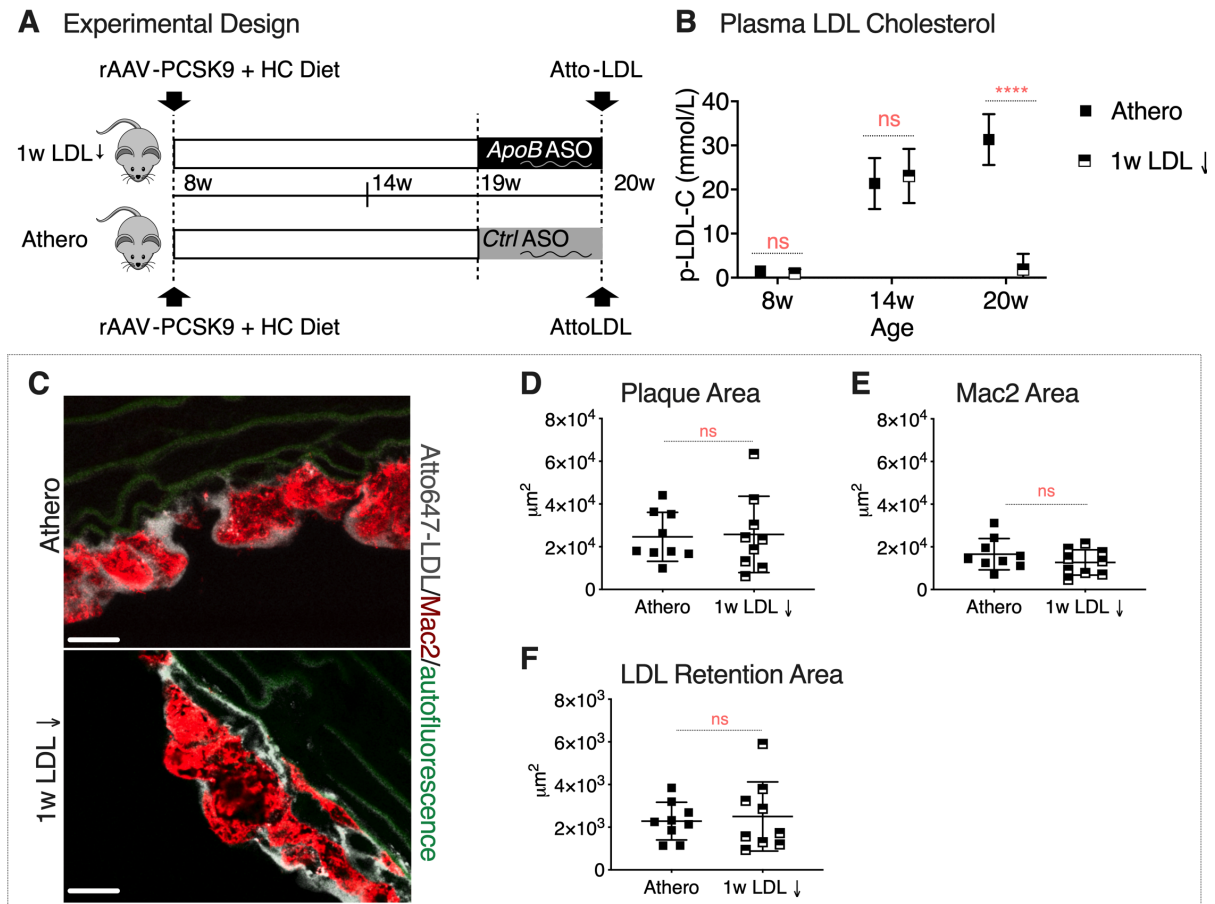 A Experimental Design
rAAV-PCSK9 + HC Diet
Atto-LDL
1w LDL↓
ApoB ASO
8w
14w
19w
20w
Athero
Ctrl ASO
rAAV-PCSK9 + HC Diet
AttoLDL
B Plasma LDL Cholesterol
p-LDL-C (mmol/L)
40
30
20
10
0
ns
ns
****
8w
14w
20w
Age
Athero
1w LDL ↓
C
Athero
1w LDL ↓
Atto647-LDL/Mac2/autofluorescence
D Plaque Area
μm²
8×10⁴
6×10⁴
4×10⁴
2×10⁴
0
ns
Athero
1w LDL ↓
E Mac2 Area
μm²
8×10⁴
6×10⁴
4×10⁴
2×10⁴
0
ns
Athero
1w LDL ↓
F LDL Retention Area
μm²
8×10³
6×10³
4×10³
2×10³
0
ns
Athero
1w LDL ↓